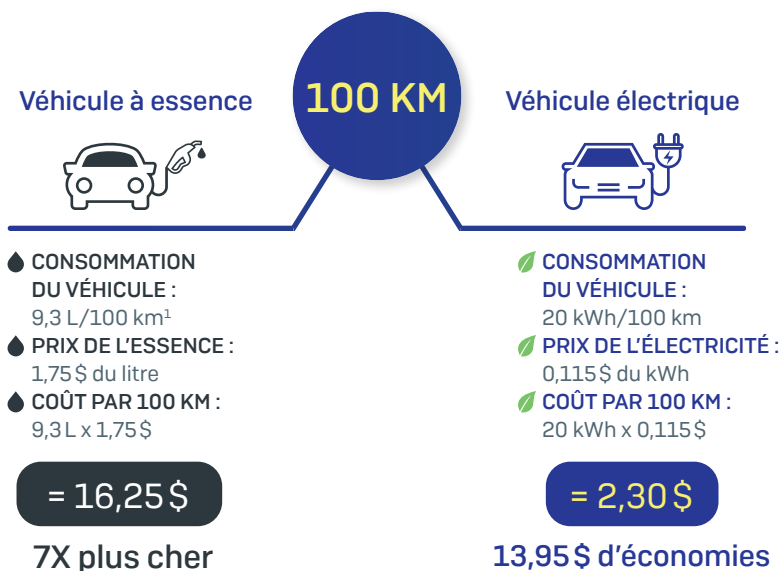 100 KM
Véhicule à essence
CONSOMMATION
DU VÉHICULE :
9,3 L/100 km¹
PRIX DE L'ESSENCE :
1,75 $ du litre
COÛT PAR 100 KM :
9,3 L x 1,75 $
= 16,25 $
7X plus cher
Véhicule électrique
CONSOMMATION
DU VÉHICULE :
20 kWh/100 km
PRIX DE L'ÉLECTRICITÉ :
0,115 $ du kWh
COÛT PAR 100 KM :
20 kWh x 0,115 $
= 2,30 $
13,95 $ d'économies